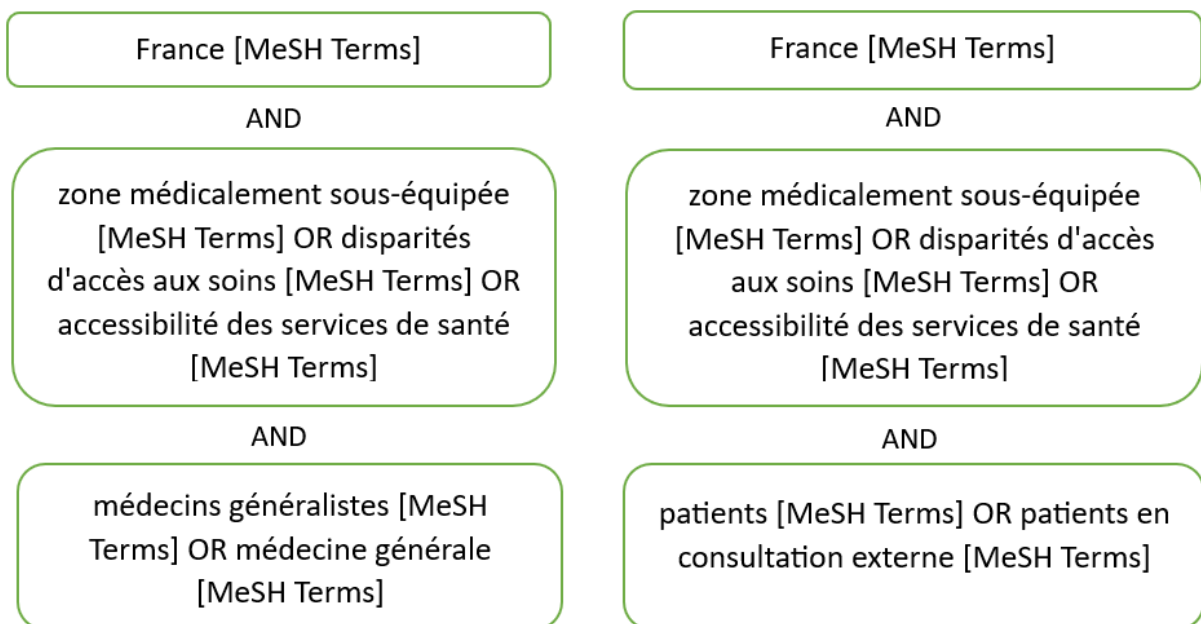 France [MeSH Terms]
AND
zone médicalement sous-équipée
[MeSH Terms] OR disparités
d'accès aux soins [MeSH Terms] OR
accessibilité des services de santé
[MeSH Terms]
AND
médecins généralistes [MeSH
Terms] OR médecine générale
[MeSH Terms]
France [MeSH Terms]
AND
zone médicalement sous-équipée
[MeSH Terms] OR disparités d'accès
aux soins [MeSH Terms] OR
accessibilité des services de santé
[MeSH Terms]
AND
patients [MeSH Terms] OR patients en
consultation externe [MeSH Terms]